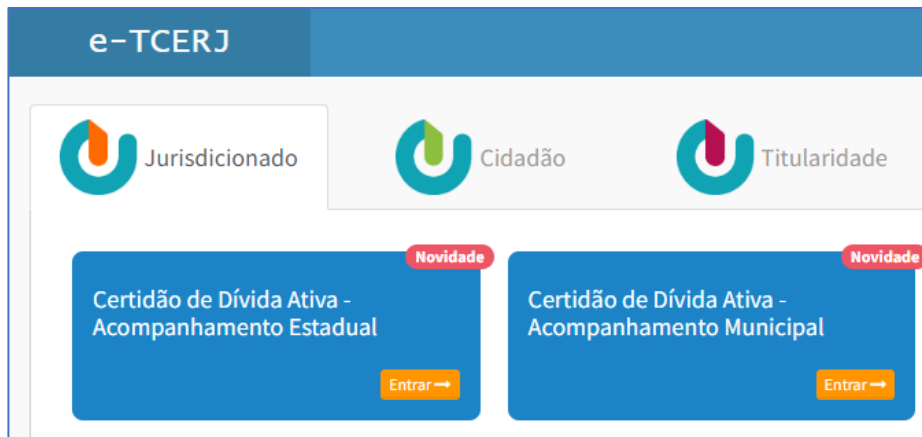 e-TCERJ
Jurisdicionado
Cidadão
Titularidade
Novidade
Certidão de Dívida Ativa -
Acompanhamento Estadual
Entrar
Novidade
Certidão de Dívida Ativa -
Acompanhamento Municipal
Entrar